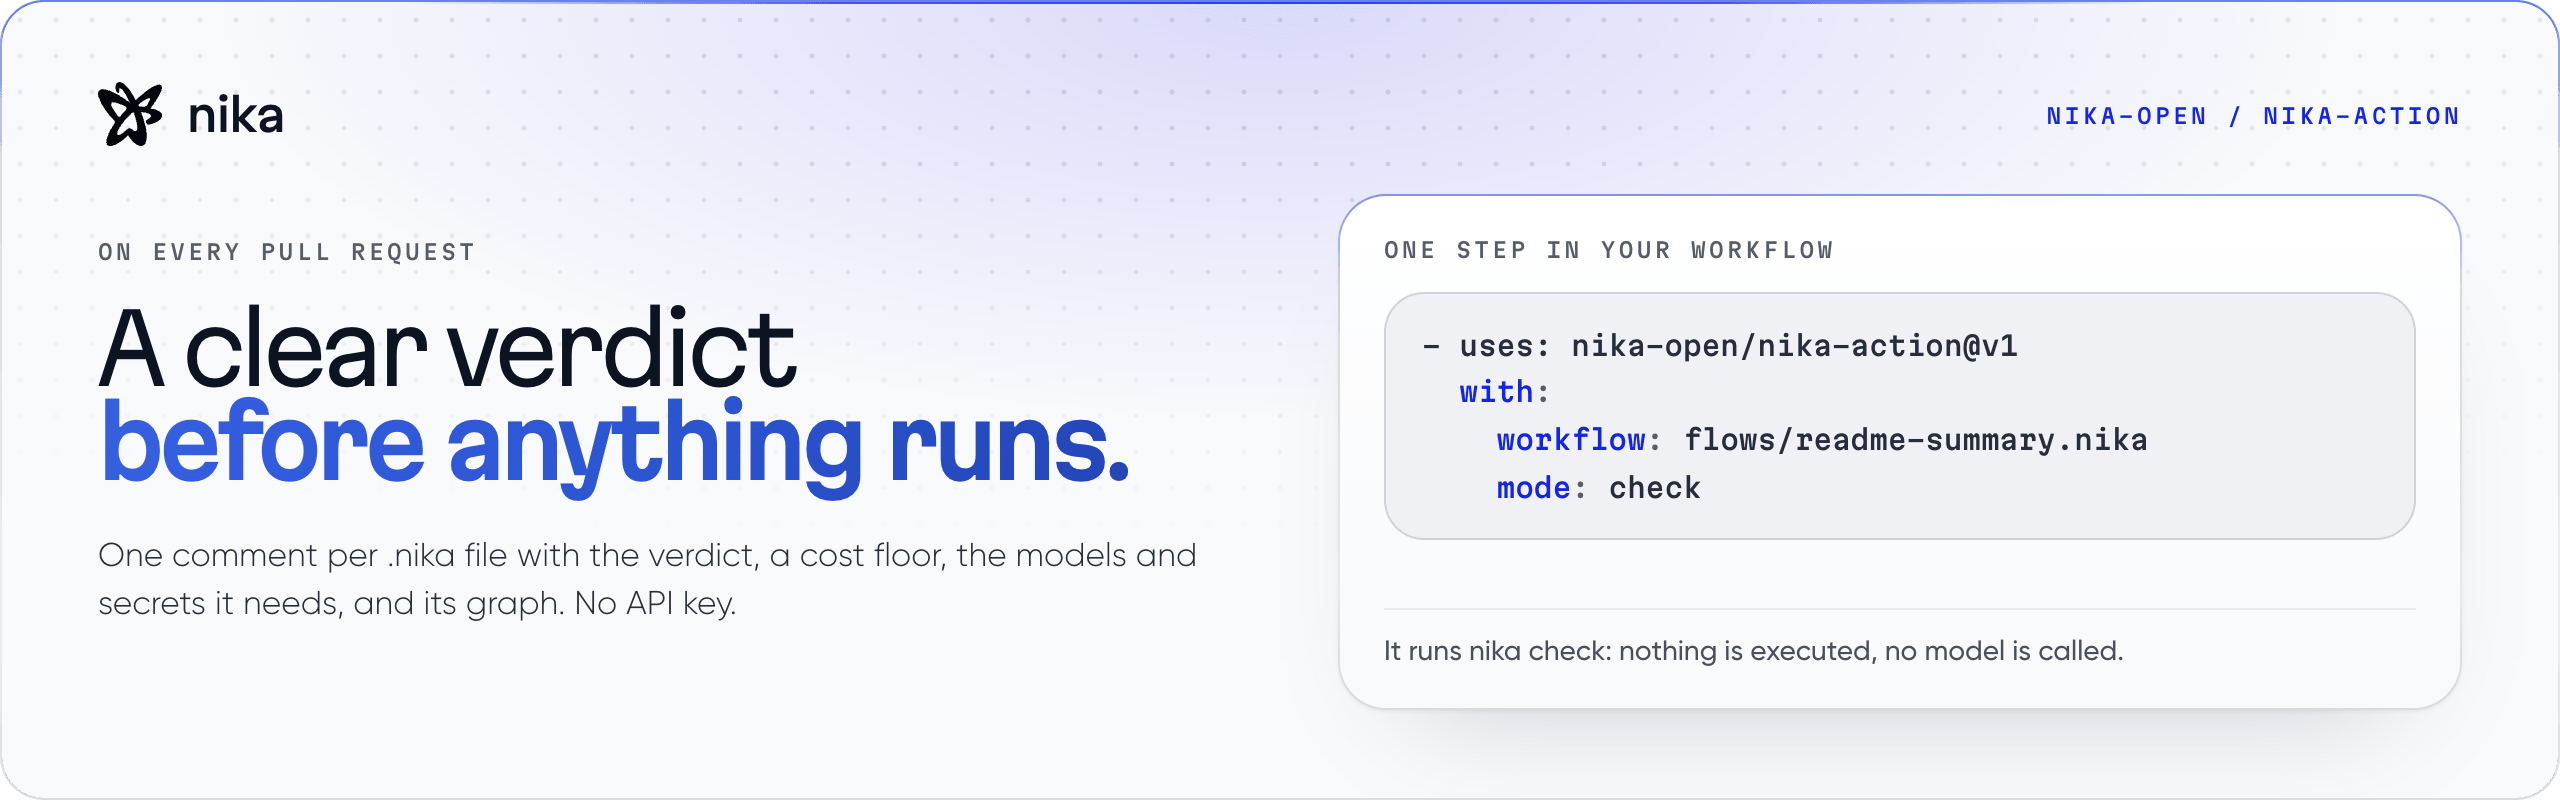 nika
NIKA-OPEN / NIKA-ACTION
ON EVERY PULL REQUEST
A clear verdict
before anything runs.
One comment per .nika file with the verdict, a cost floor, the models and
secrets it needs, and its graph. No API key.
ONE STEP IN YOUR WORKFLOW
- uses: nika-open/nika-action@v1
  with:
    workflow: flows/readme-summary.nika
    mode: check
It runs nika check: nothing is executed, no model is called.